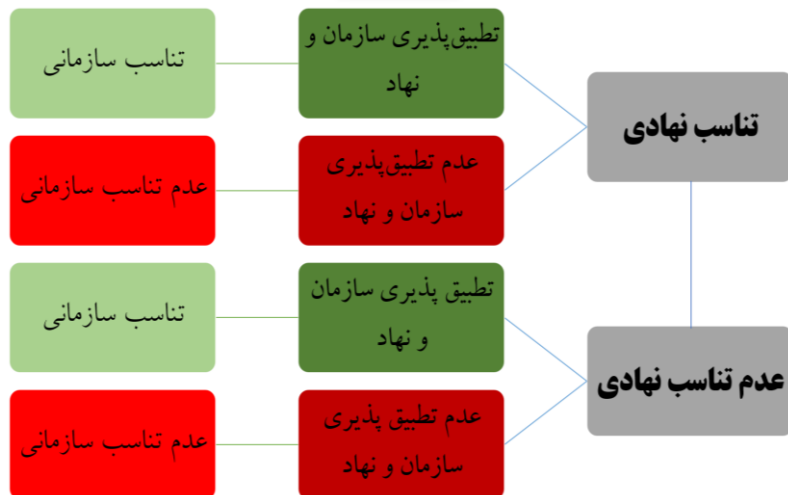 تناسب نهادی
تطبیق‌پذیری سازمان و
نهاد
تناسب سازمانی
عدم تطبیق‌پذیری
سازمان و نهاد
عدم تناسب سازمانی
عدم تناسب نهادی
تطبیق پذیری سازمان
و نهاد
تناسب سازمانی
عدم تطبیق پذیری
سازمان و نهاد
عدم تناسب سازمانی